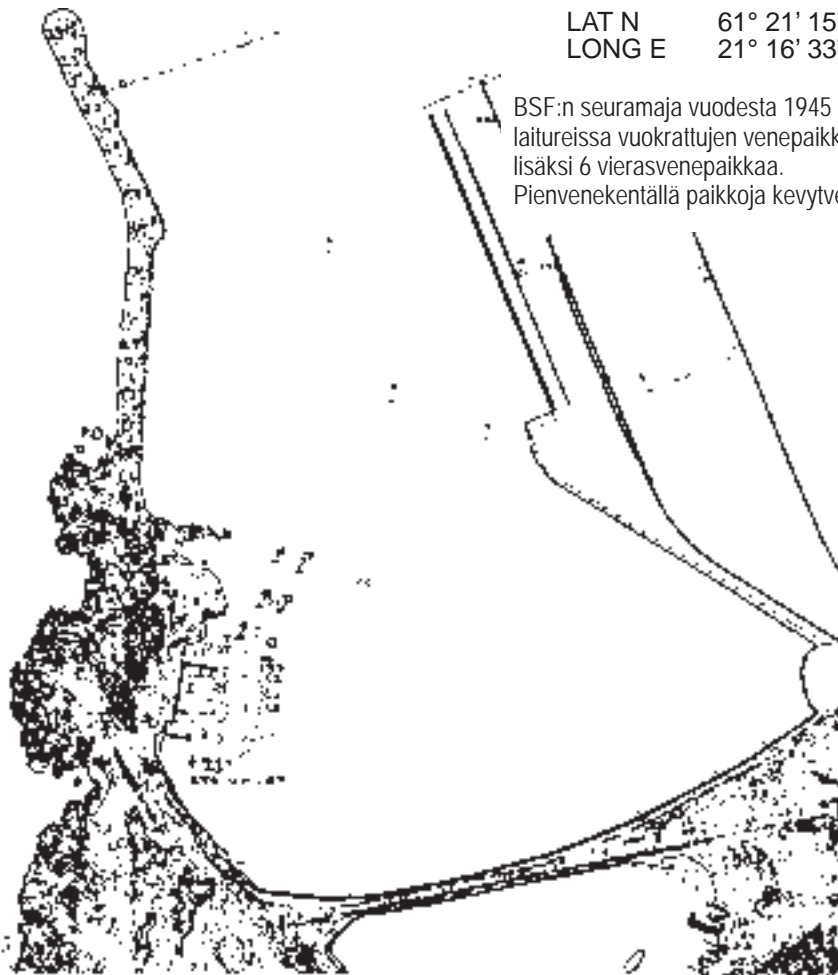 LAT N 61° 21’ 15’
LONG E 21° 16’ 33’
BSF:n seuramaja vuodesta 1945
laitureissa vuokrattujen venepaikk
lisäksi 6 vierasvenepaikkaa.
Pienvenekentällä paikkoja kevytve